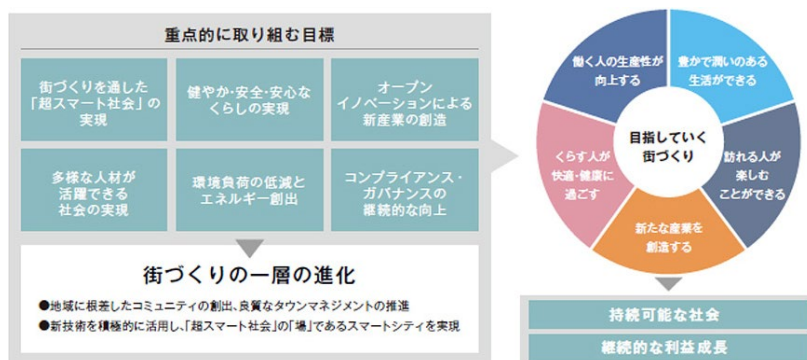 重点的に取り組む目標
街づくりを通した
「超スマート社会」の
実現
健やか・安全・安心な
くらしの実現
オープン
イノベーションによる
新産業の創造
多様な人材が
活躍できる
社会の実現
環境負荷の低減と
エネルギー創出
コンプライアンス・
ガバナンスの
継続的な向上
街づくりの一層の進化
●地域に根差したコミュニティの創出、良質なタウンマネジメントの推進
●新技術を積極的に活用し、「超スマート社会」の「場」であるスマートシティを実現
働く人の生産性が
向上する
豊かで潤いのある
生活ができる
目指していく
街づくり
くらす人が
快適・健康に
過ごす
訪れる人が
楽しむ
ことができる
新たな産業を
創造する
持続可能な社会
継続的な利益成長